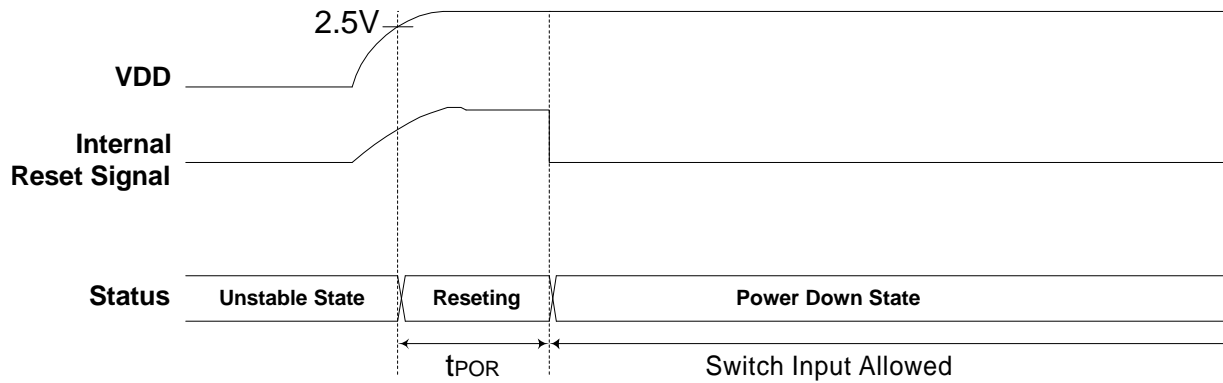 2.5V
VDD
Internal
Reset Signal
Status
Unstable State
Reseting
Power Down State
tPOR
Switch Input Allowed